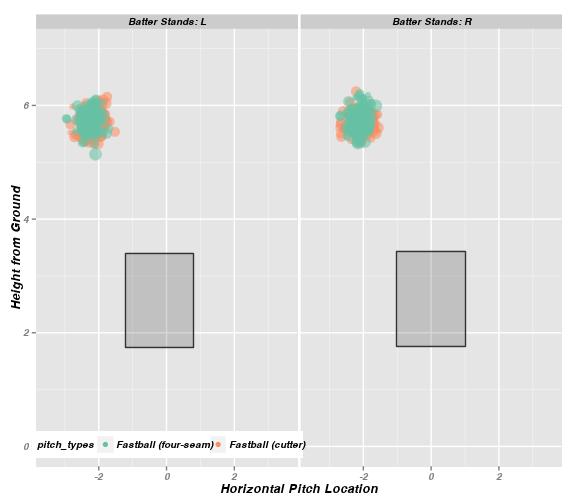 Batter Stands: L
Batter Stands: R
6
4
2
0
Height from Ground
pitch_types Fastball (four-seam) Fastball (cutter)
-2 0 2 -2 0 2
Horizontal Pitch Location